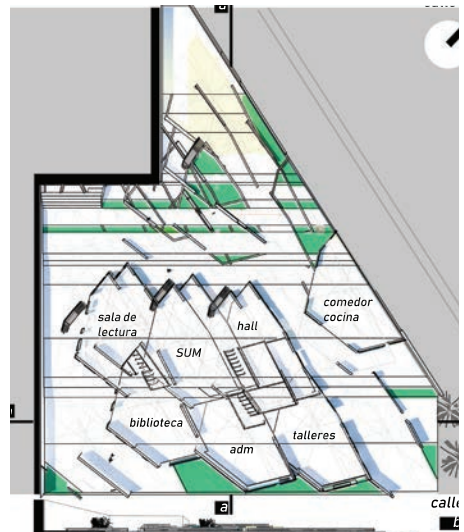 a
comedor
cocina
sala de
lectura
hall
SUM
biblioteca
talleres
adm
a
calle